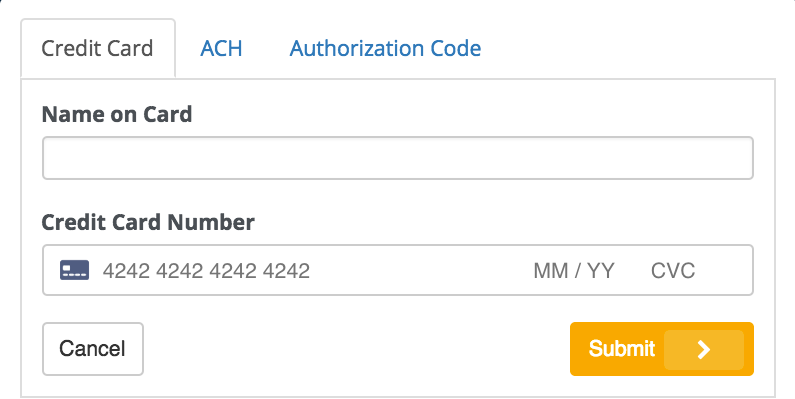 Credit Card ACH Authorization Code
Name on Card
Credit Card Number
4242 4242 4242 4242 MM / YY CVC
Cancel Submit